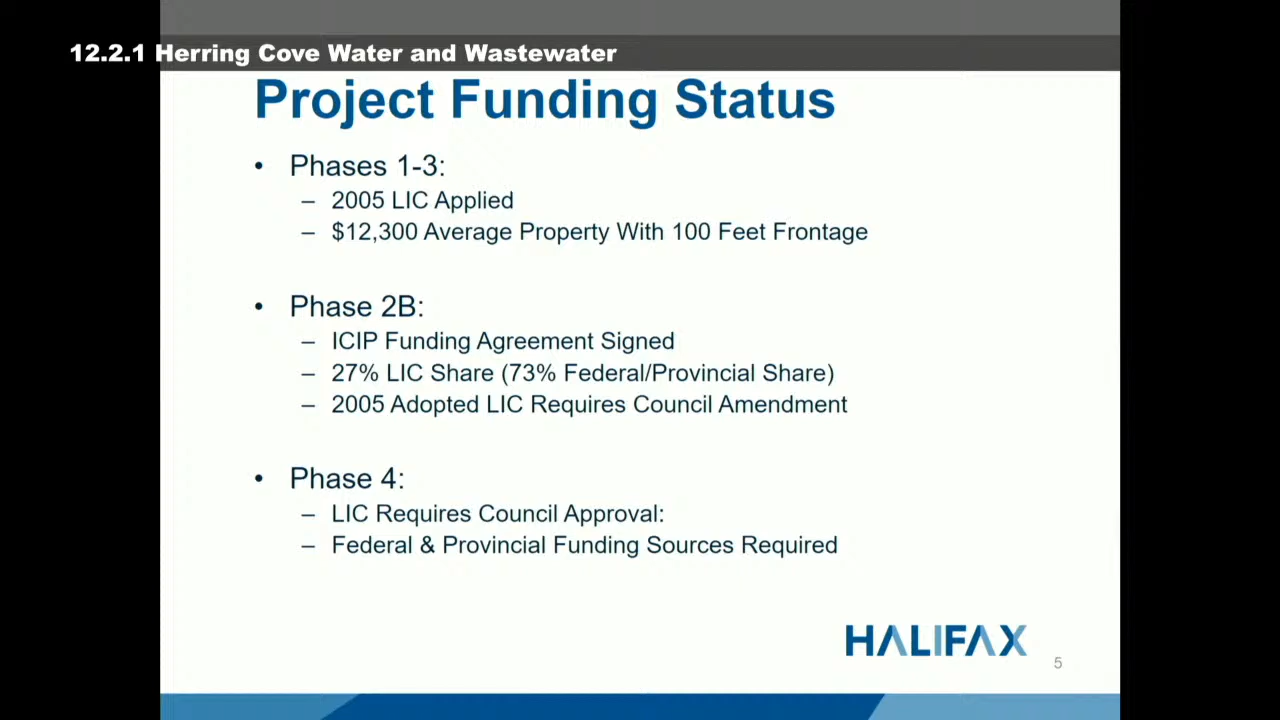 12.2.1 Herring Cove Water and Wastewater
Project Funding Status
• Phases 1-3:
– 2005 LIC Applied
– $12,300 Average Property With 100 Feet Frontage
• Phase 2B:
– ICIP Funding Agreement Signed
– 27% LIC Share (73% Federal/Provincial Share)
– 2005 Adopted LIC Requires Council Amendment
• Phase 4:
– LIC Requires Council Approval:
– Federal & Provincial Funding Sources Required
HALIFAX
5